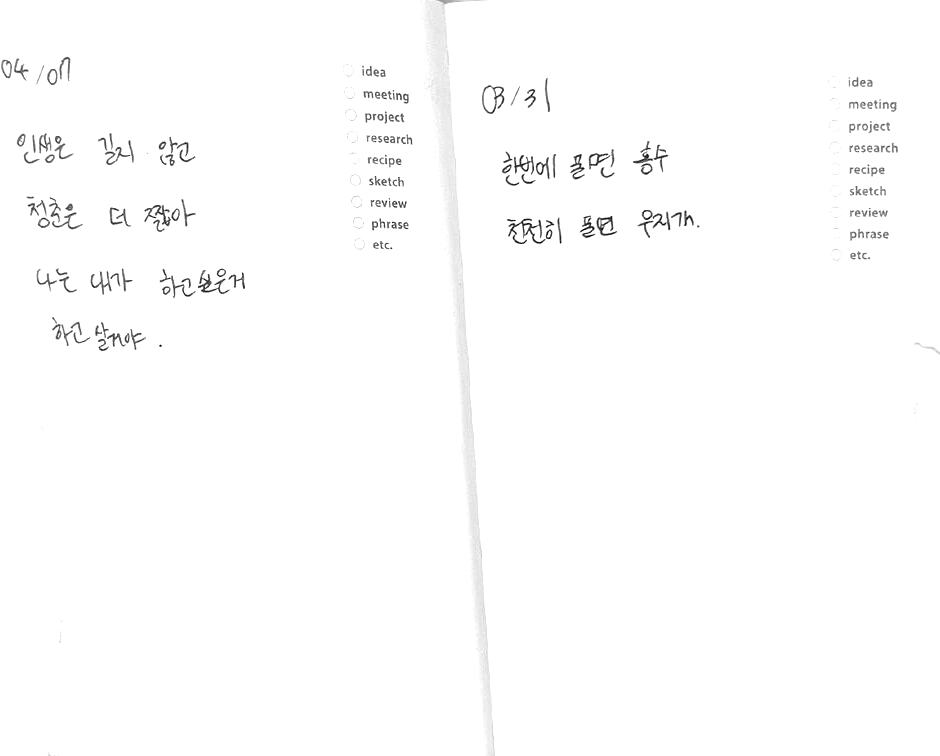 04/07
인생은 길지 않고
청춘은 더 짧아
나는 내가 하고싶은거
하고 살거야.
idea
meeting
project
research
recipe
sketch
review
phrase
etc.
03/31
한번에 풀면 홍수
천천히 풀면 무지개.
idea
meeting
project
research
recipe
sketch
review
phrase
etc.